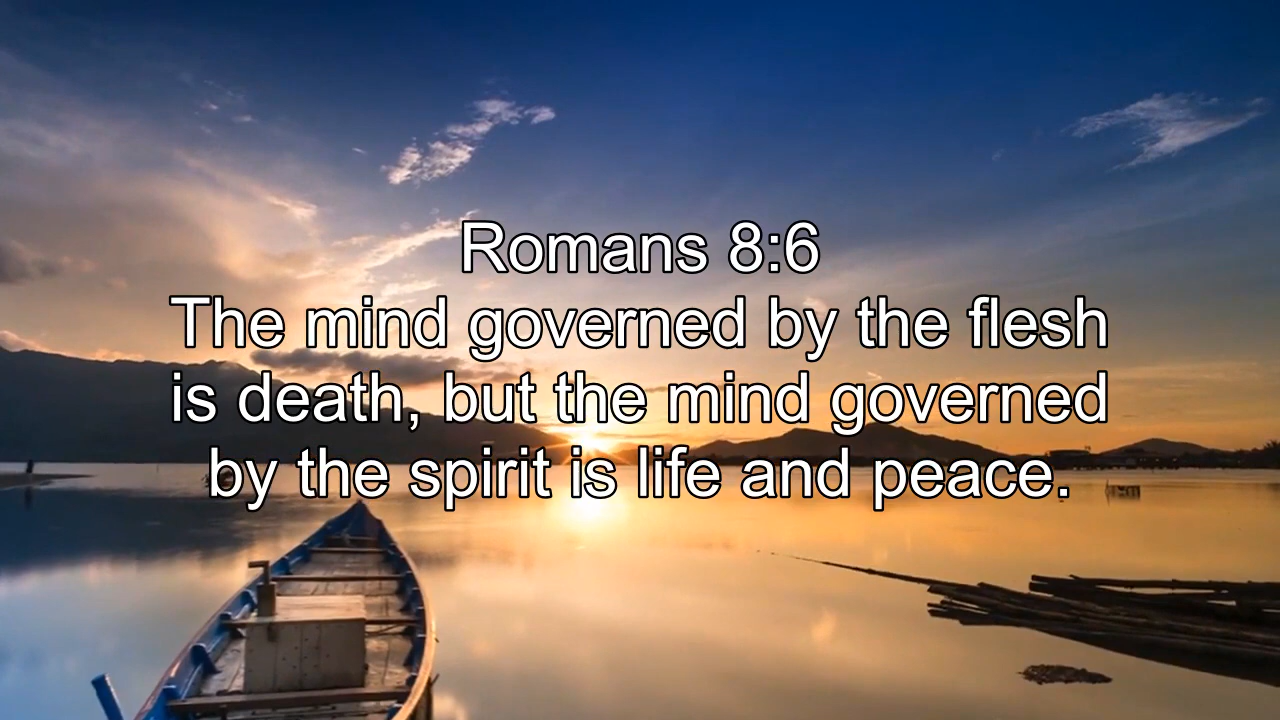 Romans 8:6
The mind governed by the flesh
is death, but the mind governed
by the spirit is life and peace.